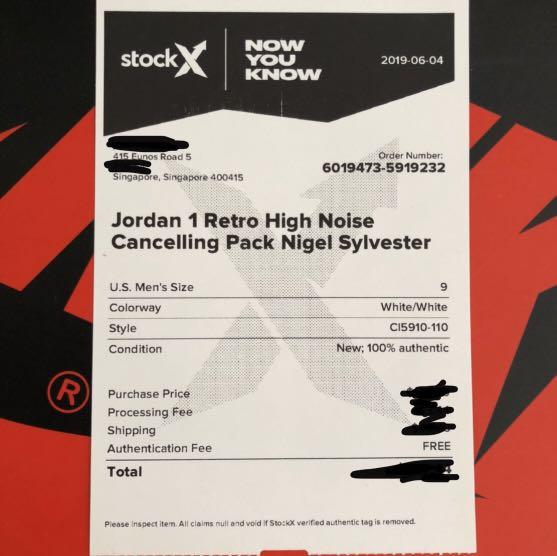 stockX
NOW
YOU
KNOW
2019-06-04
415 Eunos Road 5
Singapore, Singapore 400415
Order Number:
6019473-5919232
Jordan 1 Retro High Noise
Cancelling Pack Nigel Sylvester
U.S. Men's Size 9
Colorway White/White
Style CI5910-110
Condition New; 100% authentic
Purchase Price
Processing Fee
Shipping
Authentication Fee FREE
Total 4
Please inspect item. All claims null and void if StockX verified authentic tag is removed.
®